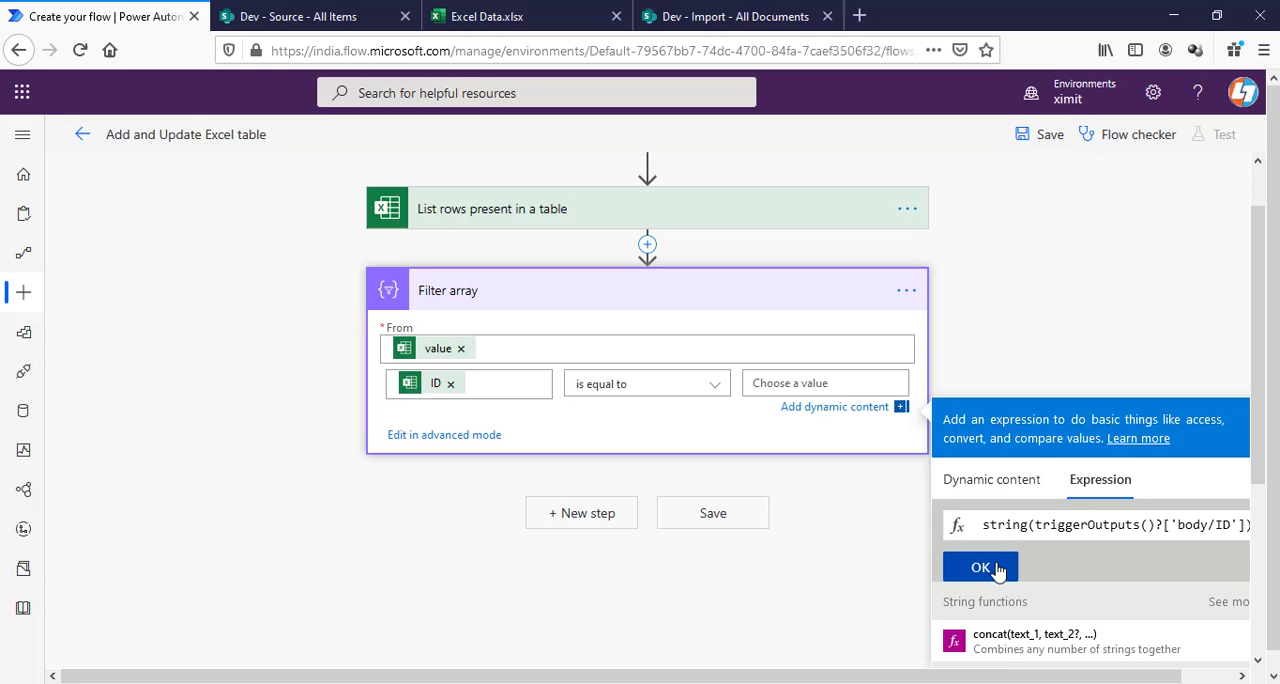 Create your flow | Power Autom
Dev - Source - All Items
Excel Data.xlsx
Dev - Import - All Documents
https://india.flow.microsoft.com/manage/environments/Default-79567bb7-74dc-4700-84fa-7caef3506f32/flows
Search for helpful resources
Environments
ximit
Add and Update Excel table
Save
Flow checker
Test
List rows present in a table
Filter array
* From
value
ID
is equal to
Choose a value
Add dynamic content
Edit in advanced mode
+ New step
Save
Add an expression to do basic things like access,
convert, and compare values. Learn more
Dynamic content
Expression
fx string(triggerOutputs()?['body/ID'])
OK
String functions
See mo
fx concat(text_1, text_2?, ...)
Combines any number of strings together